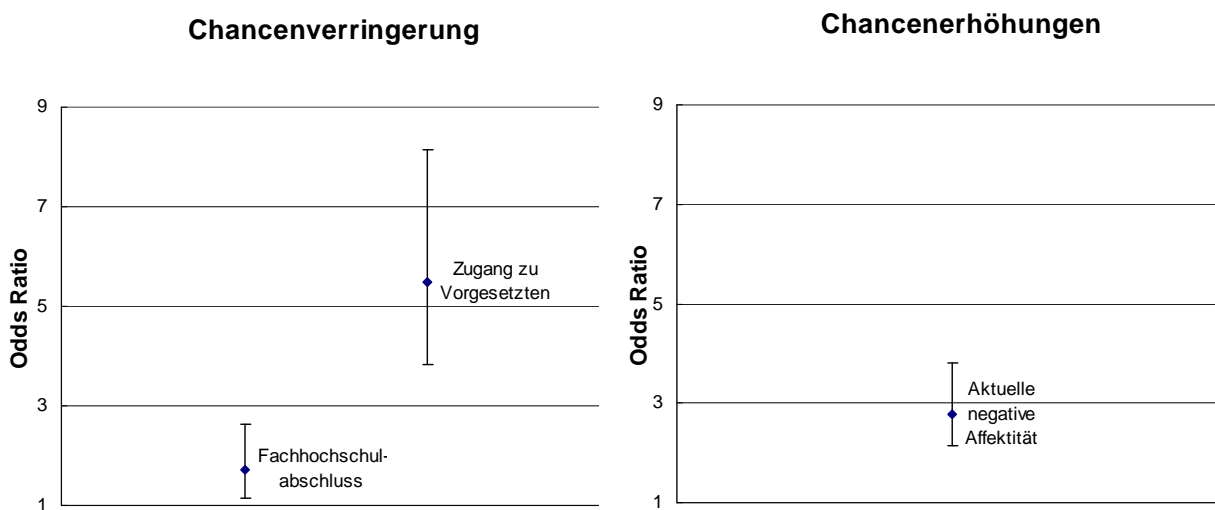 Chancenverringerung
9
7
5
3
1
Odds Ratio
Zugang zu
Vorgesetzten
Fachhochschul-
abschluss
Chancenerhöhungen
9
7
5
3
1
Odds Ratio
Aktuelle
negative
Affektität